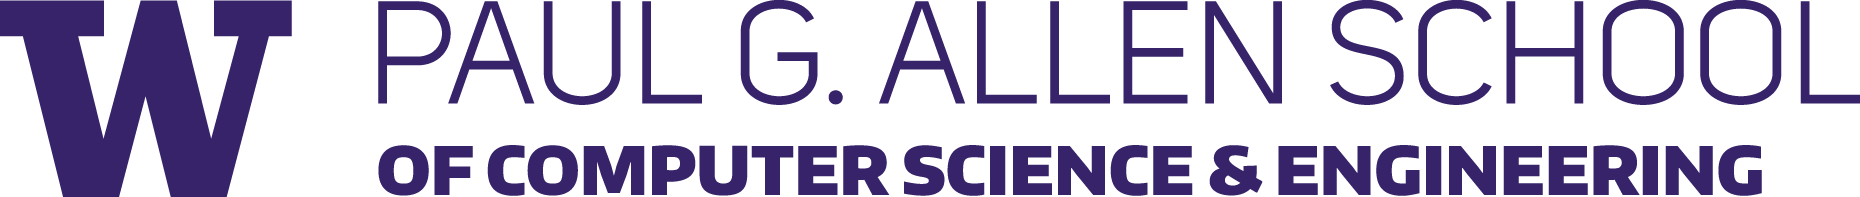 W
PAUL G. ALLEN SCHOOL
OF COMPUTER SCIENCE & ENGINEERING